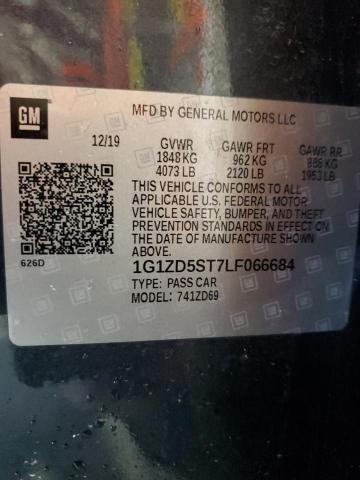 GM
MFD BY GENERAL MOTORS LLC
12/19 GVWR GAWR FRT GAWR RR
1848 KG 962 KG 886 KG
4073 LB 2120 LB 1953 LB
THIS VEHICLE CONFORMS TO ALL
APPLICABLE U.S. FEDERAL MOTOR
VEHICLE SAFETY, BUMPER, AND THEFT
PREVENTION STANDARDS IN EFFECT ON
THE DATE OF MANUFACTURE SHOWN
ABOVE.
626D 1G1ZD5ST7LF066684
TYPE: PASS CAR
MODEL: 741ZD69